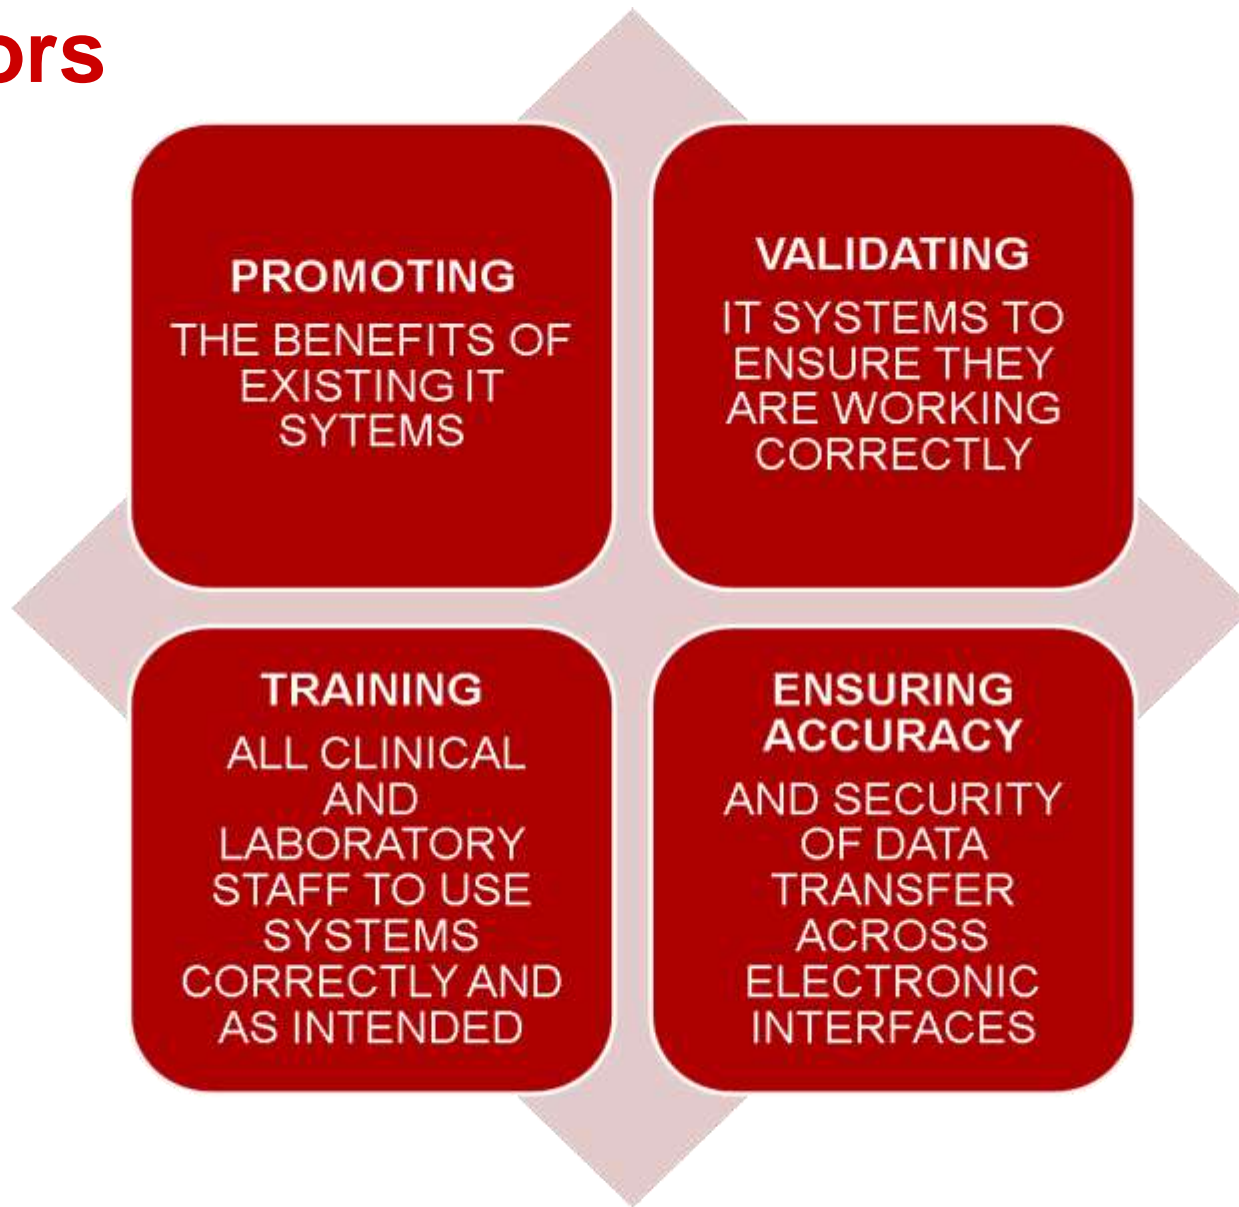 ors
PROMOTING
THE BENEFITS OF
EXISTING IT
SYTEMS
VALIDATING
IT SYSTEMS TO
ENSURE THEY
ARE WORKING
CORRECTLY
TRAINING
ALL CLINICAL
AND
LABORATORY
STAFF TO USE
SYSTEMS
CORRECTLY AND
AS INTENDED
ENSURING
ACCURACY
AND SECURITY
OF DATA
TRANSFER
ACROSS
ELECTRONIC
INTERFACES